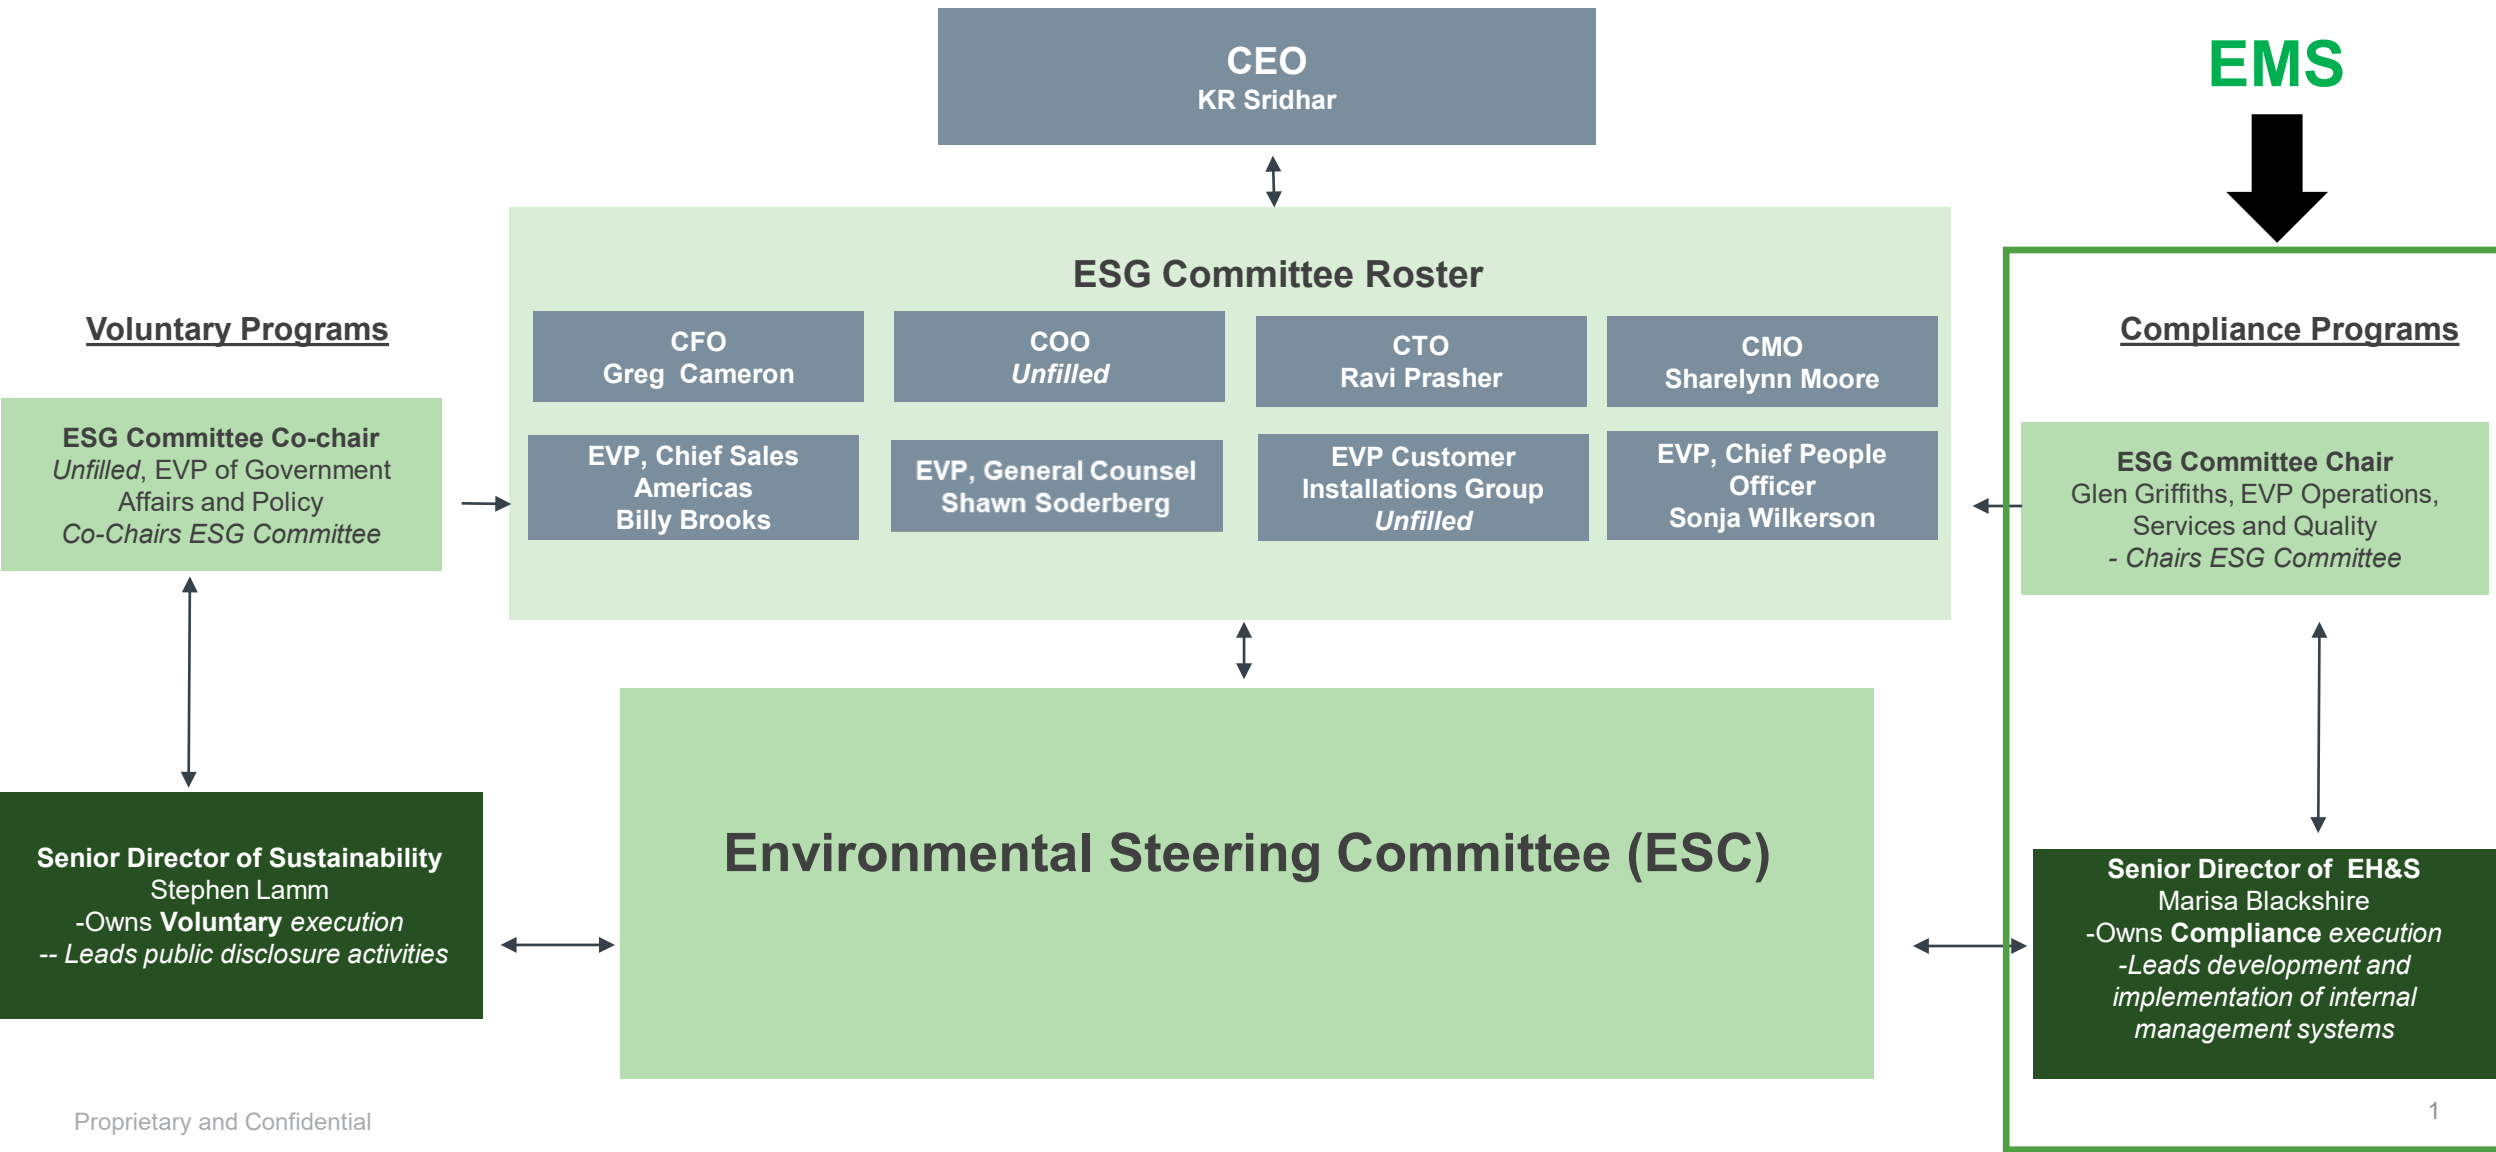 CEO
KR Sridhar
EMS
ESG Committee Roster
Voluntary Programs
CFO
Greg  Cameron
COO
Unfilled
CTO
Ravi Prasher
CMO
Sharelynn Moore
EVP, Chief Sales
Americas
Billy Brooks
EVP, General Counsel
Shawn Soderberg
EVP Customer
Installations Group
Unfilled
EVP, Chief People
Officer
Sonja Wilkerson
Compliance Programs
ESG Committee Co-chair
Unfilled, EVP of Government
Affairs and Policy
Co-Chairs ESG Committee
ESG Committee Chair
Glen Griffiths, EVP Operations,
Services and Quality
- Chairs ESG Committee
Senior Director of Sustainability
Stephen Lamm
-Owns Voluntary execution
-- Leads public disclosure activities
Environmental Steering Committee (ESC)
Senior Director of  EH&S
Marisa Blackshire
-Owns Compliance execution
-Leads development and
implementation of internal
management systems
Proprietary and Confidential
1